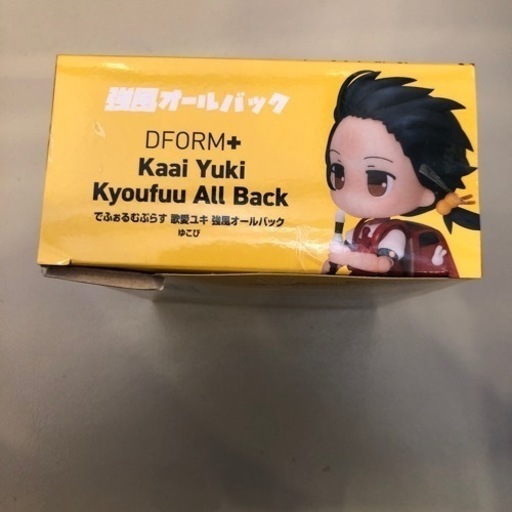 強風オールバック
DFORM+
Kaai Yuki
Kyoufuu All Back
でふぉるむぷらす 歌愛ユキ 強風オールバック
ゆこぴ